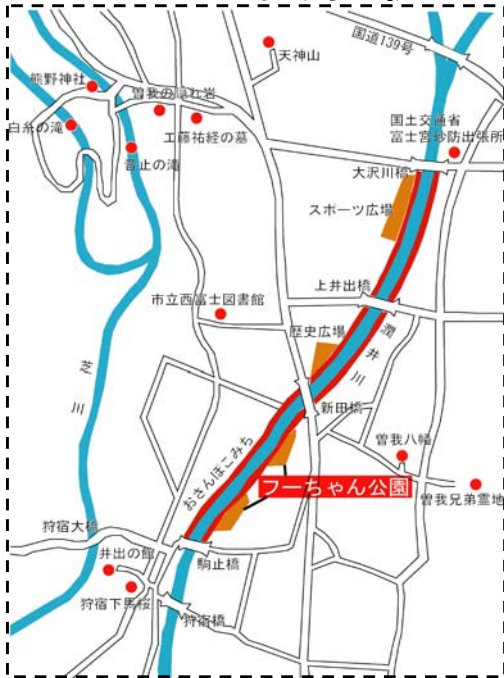 国道139号
天神山
熊野神社
曽我の隠れ岩
白糸の滝
工藤祐経の墓
音止の滝
国土交通省
富士宮砂防出張所
大沢川橋
スポーツ広場
上井出橋
市立西富士図書館
歴史広場
潤井川
芝川
新田橋
おさんぽこみち
曽我八幡
フーちゃん公園
曽我兄弟霊地
狩宿大橋
井出の館
駒止橋
狩宿下馬桜
狩宿橋